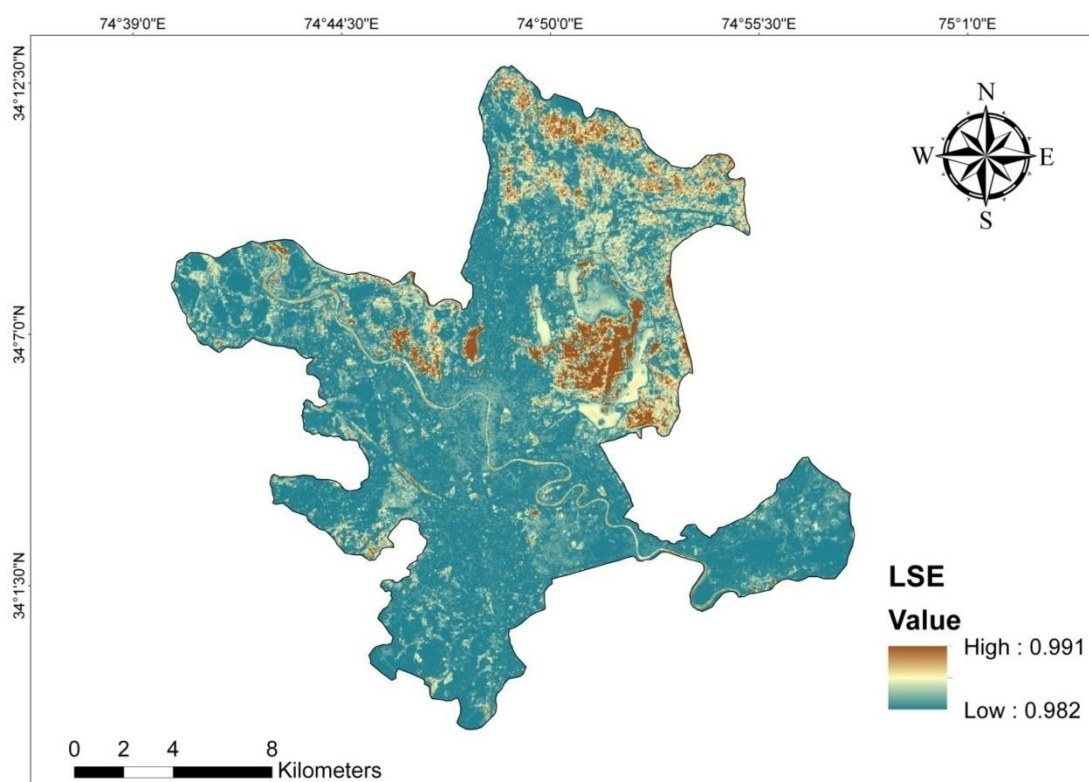 74°39'0"E 74°44'30"E 74°50'0"E 74°55'30"E 75°1'0"E
34°12'30"N
34°7'0"N
34°1'30"N
N
W E
S
LSE
Value
High : 0.991
Low : 0.982
0 2 4 8
Kilometers